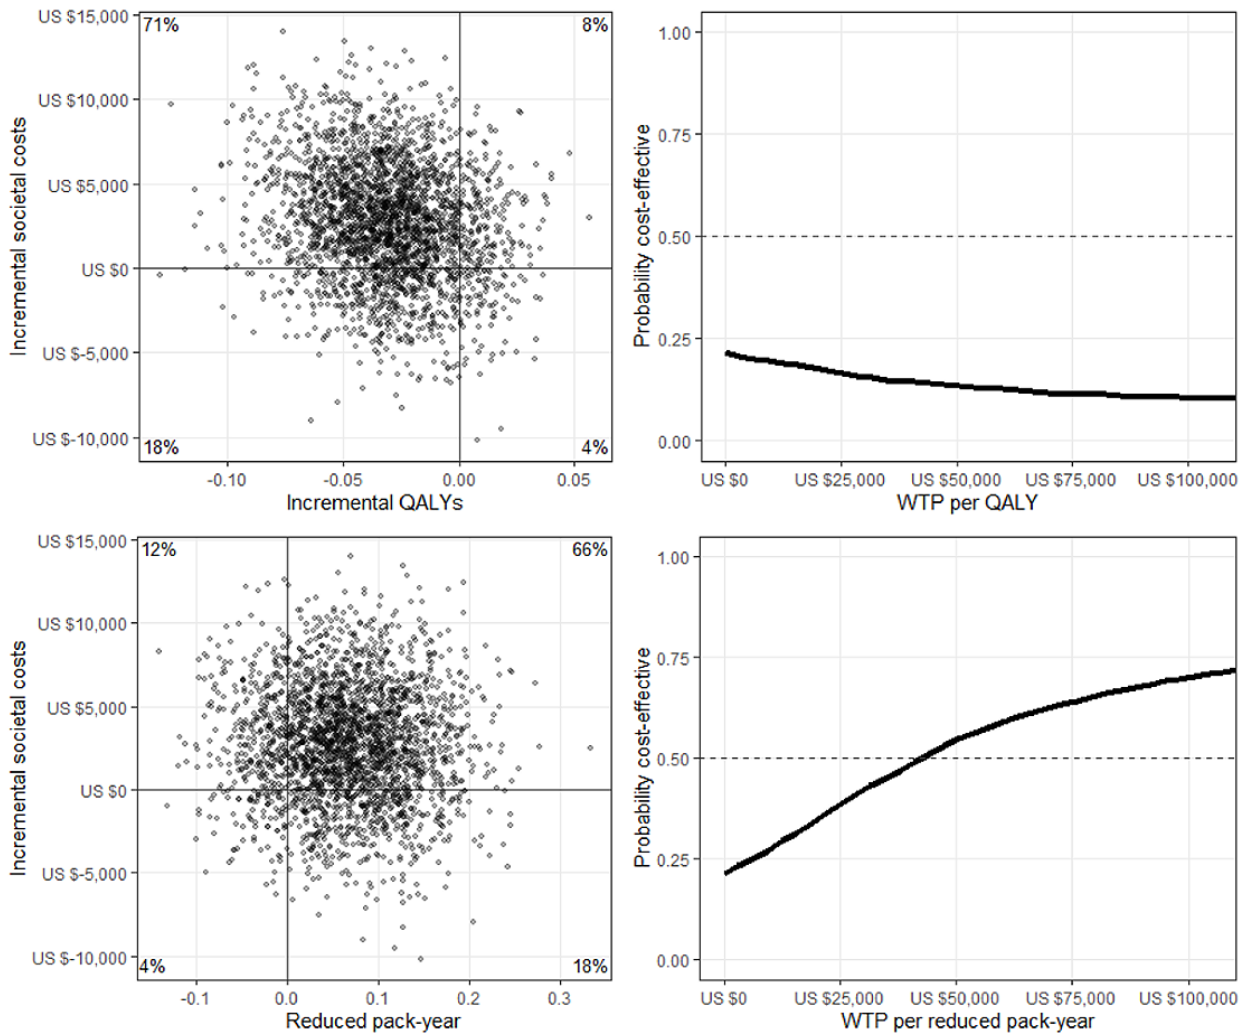 US $15,000
71%
8%
US $10,000
US $5,000
US $0
US $-5,000
US $-10,000
18%
4%
Incremental societal costs
-0.10
-0.05
0.00
0.05
Incremental QALYs
1.00
0.75
0.50
0.25
0.00
Probability cost-effective
US $0
US $25,000
US $50,000
US $75,000
US $100,000
WTP per QALY
US $15,000
12%
66%
US $10,000
US $5,000
US $0
US $-5,000
US $-10,000
4%
18%
Incremental societal costs
-0.1
0.0
0.1
0.2
0.3
Reduced pack-year
1.00
0.75
0.50
0.25
0.00
Probability cost-effective
US $0
US $25,000
US $50,000
US $75,000
US $100,000
WTP per reduced pack-year